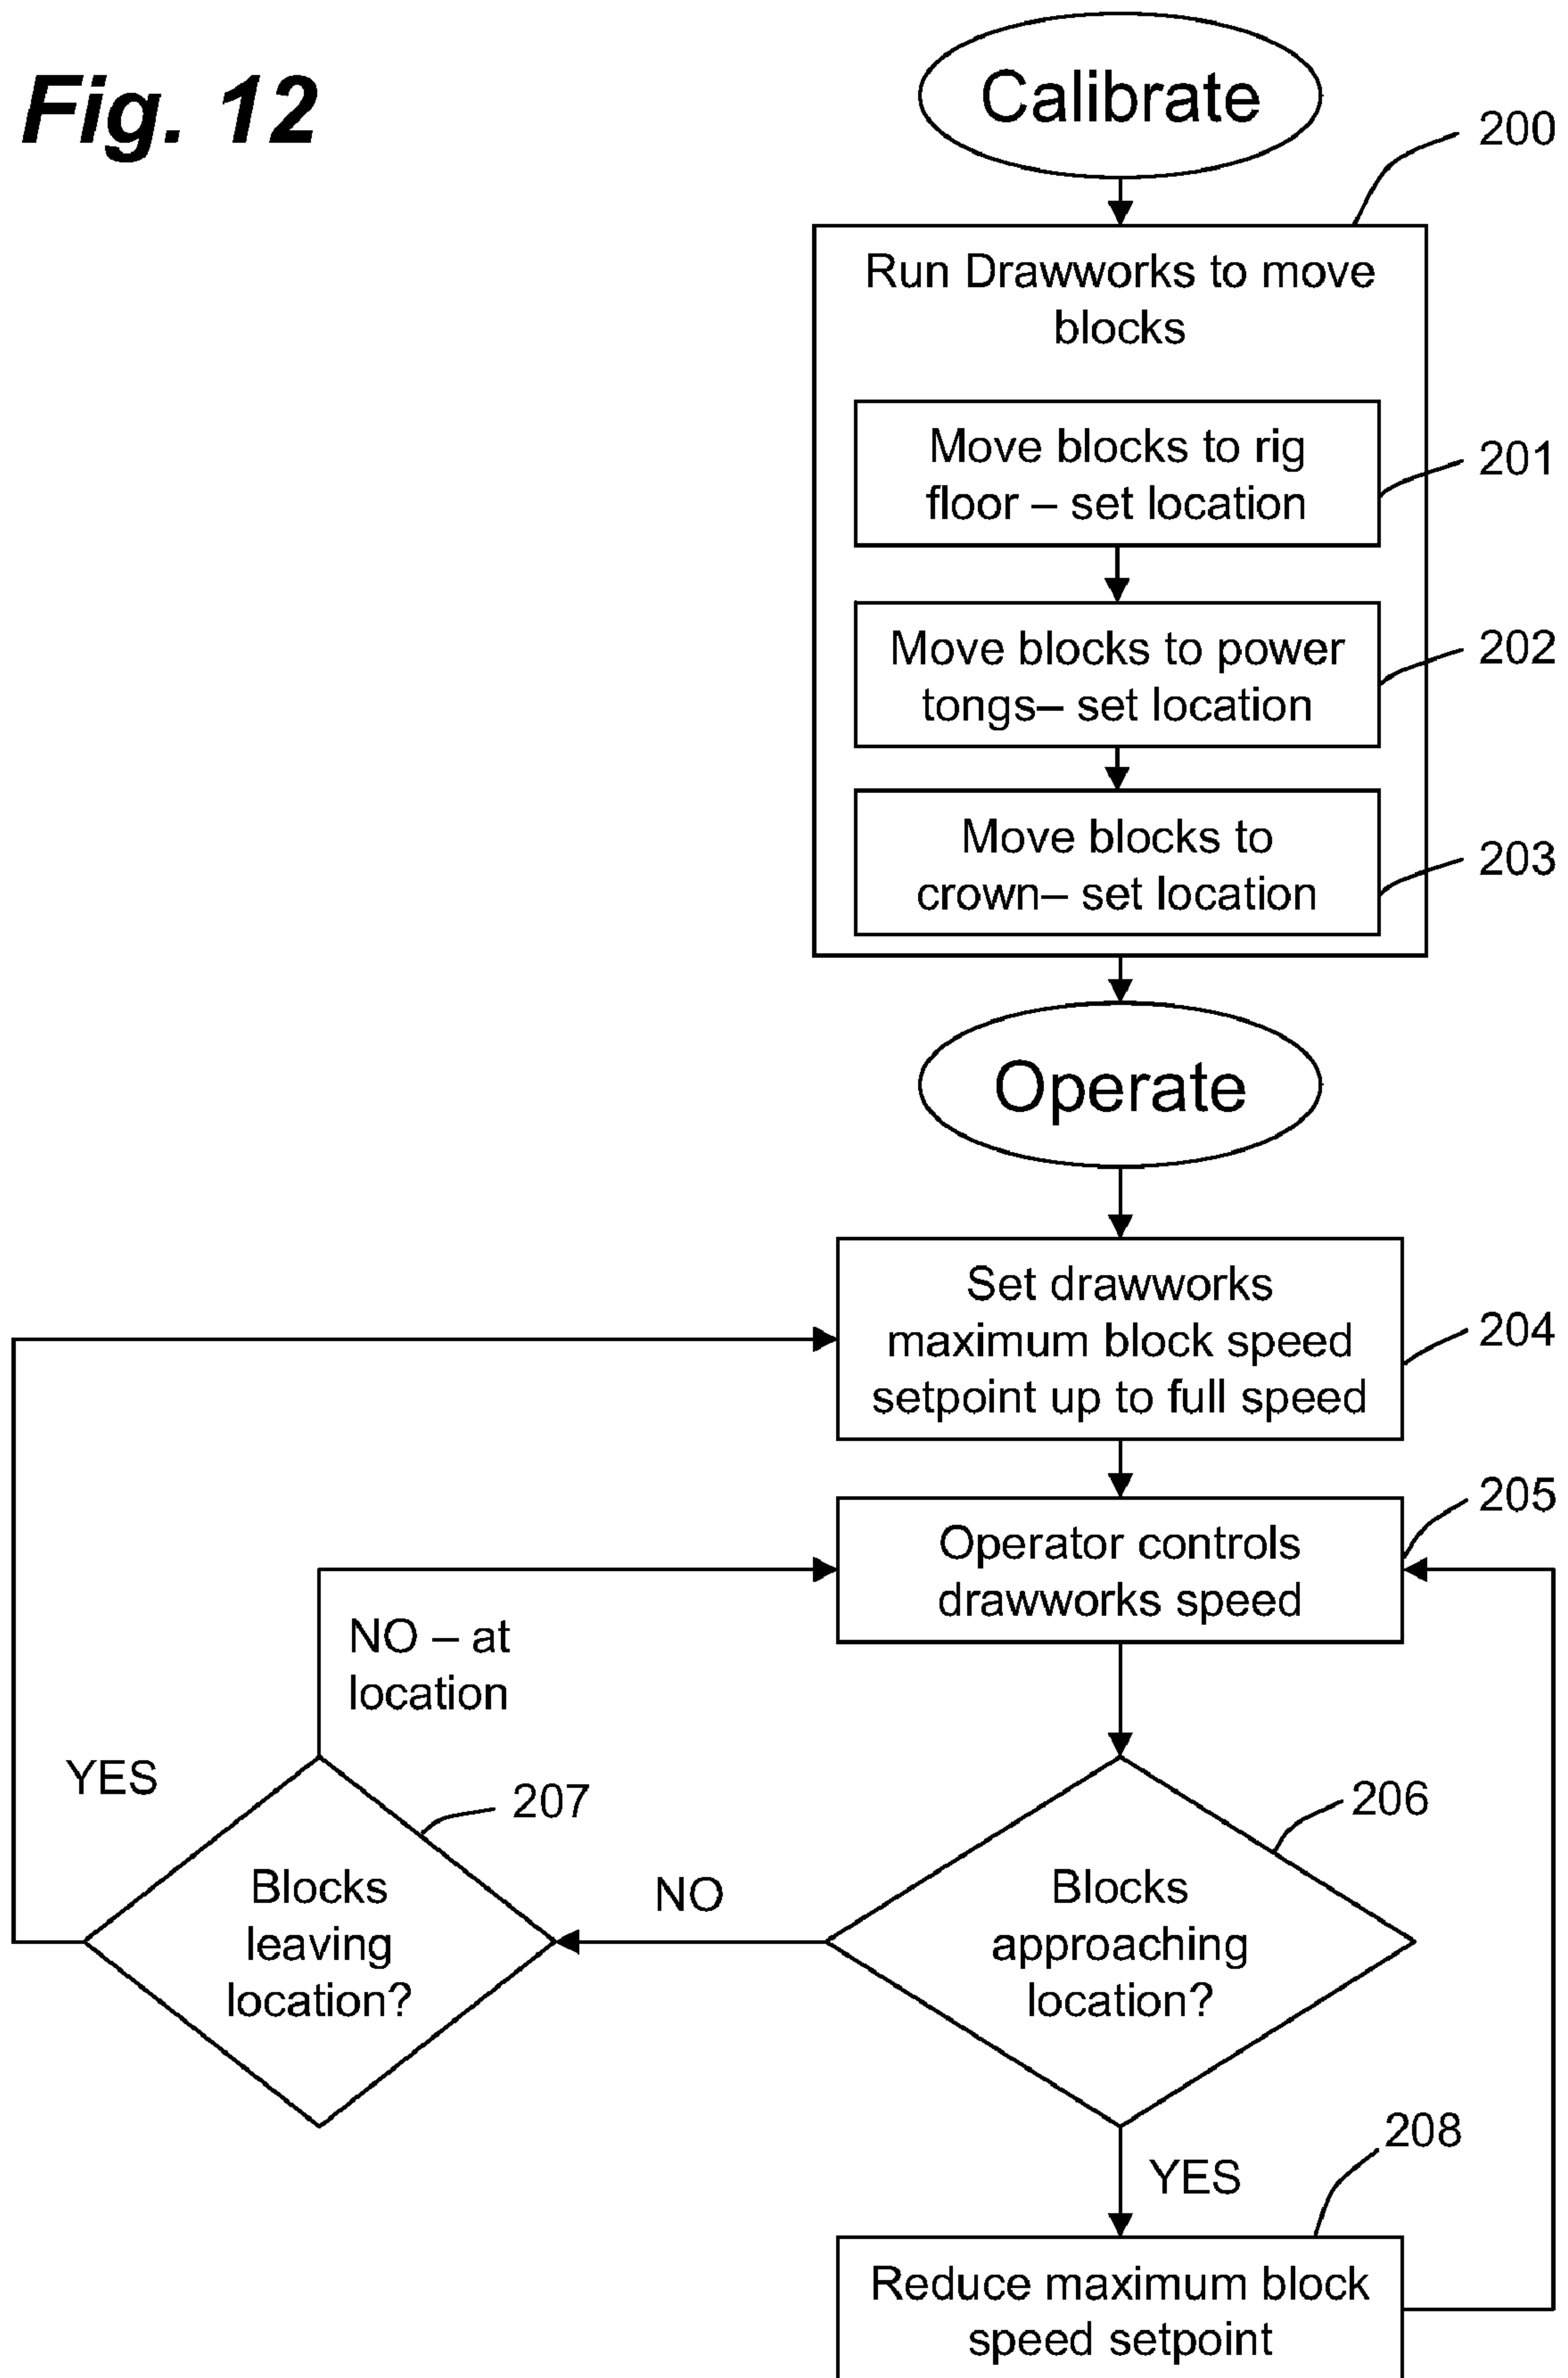 Fig. 12
Calibrate
200
Run Drawworks to move
blocks
Move blocks to rig
floor – set location
201
Move blocks to power
tongs– set location
202
Move blocks to
crown– set location
203
Operate
Set drawworks
maximum block speed
setpoint up to full speed
204
205
Operator controls
drawworks speed
NO – at
location
YES
207
206
Blocks
leaving
location?
NO
Blocks
approaching
location?
208
YES
Reduce maximum block
speed setpoint